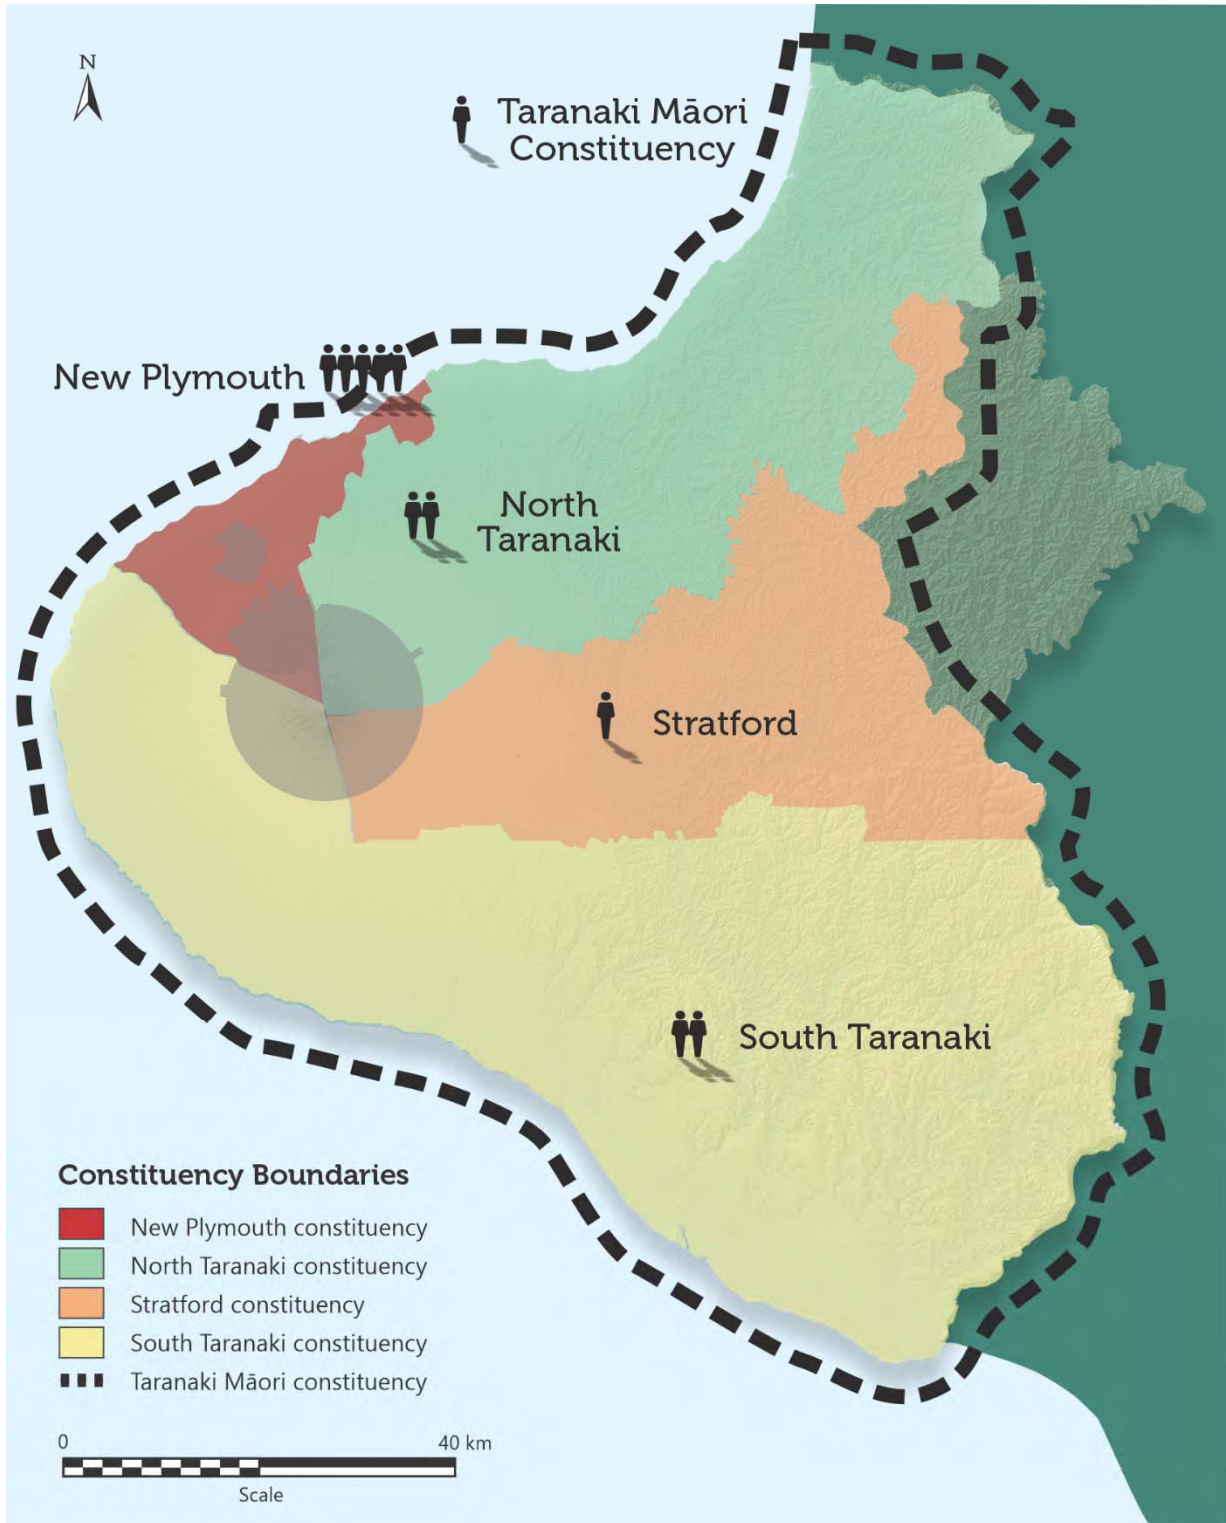 N
Taranaki Māori
Constituency
New Plymouth
North
Taranaki
Stratford
South Taranaki
Constituency Boundaries
New Plymouth constituency
North Taranaki constituency
Stratford constituency
South Taranaki constituency
Taranaki Māori constituency
0 40 km
Scale